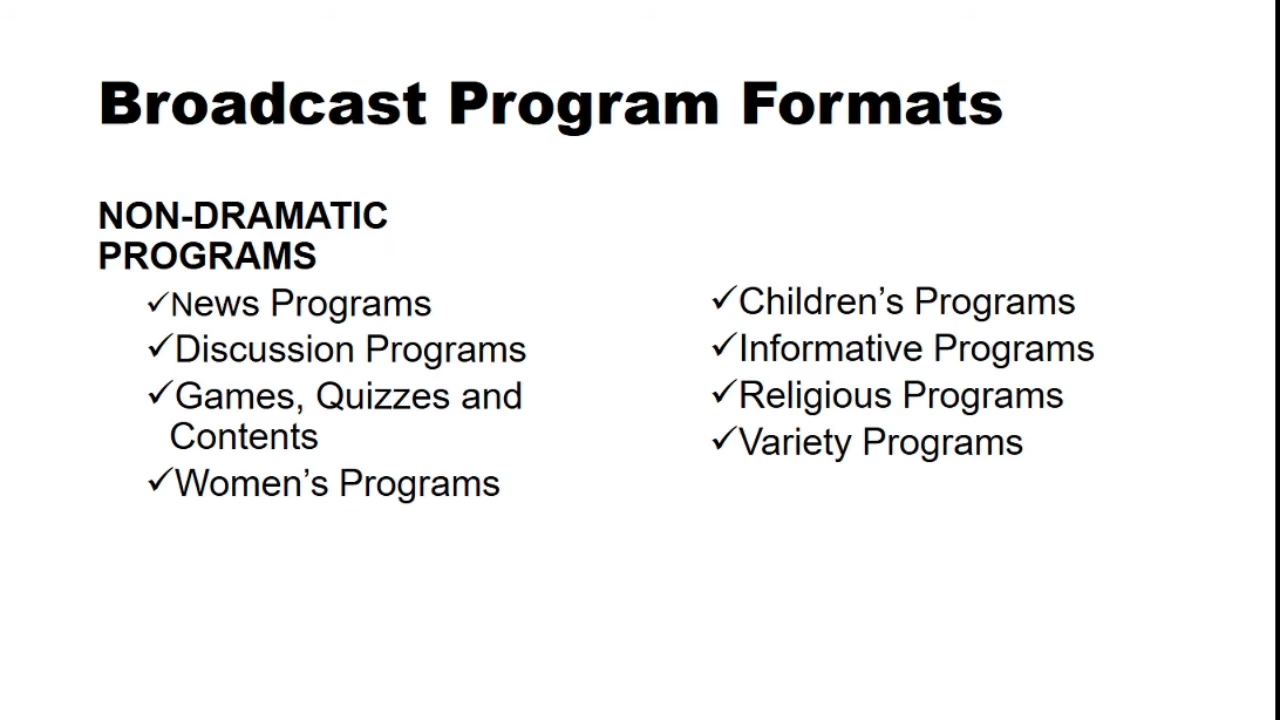 Broadcast Program Formats
NON-DRAMATIC
PROGRAMS
✓News Programs
✓Discussion Programs
✓Games, Quizzes and
Contents
✓Women’s Programs
✓Children’s Programs
✓Informative Programs
✓Religious Programs
✓Variety Programs